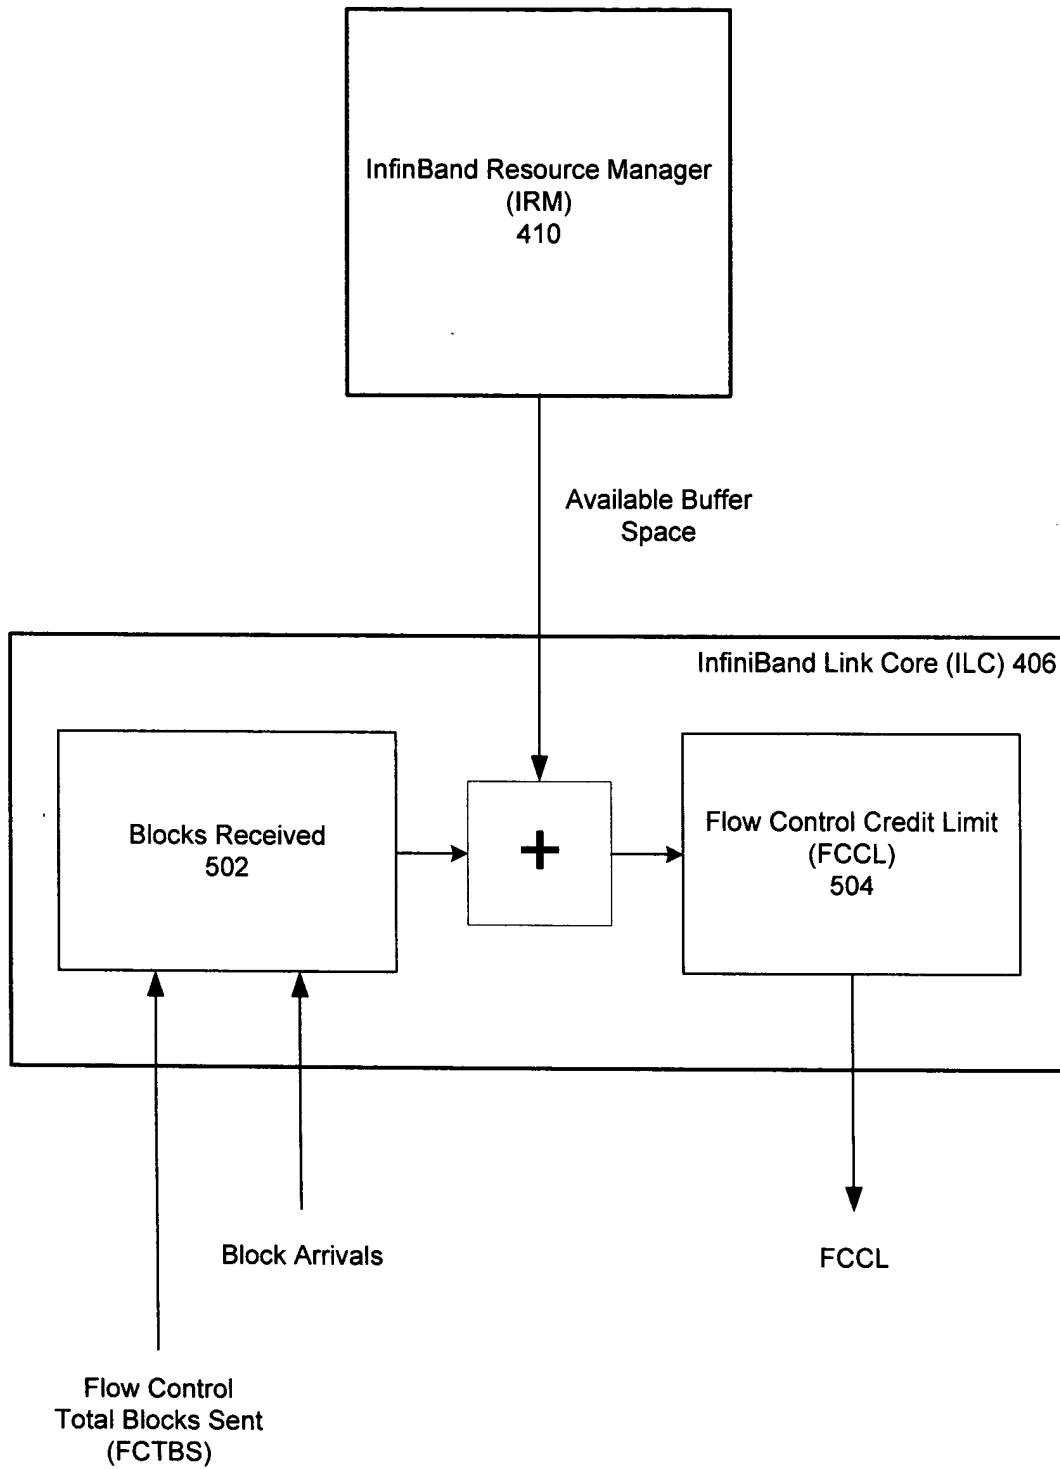 InfinBand Resource Manager
(IRM)
410
Available Buffer
Space
InfiniBand Link Core (ILC) 406
Blocks Received
502
+
Flow Control Credit Limit
(FCCL)
504
Block Arrivals
FCCL
Flow Control
Total Blocks Sent
(FCTBS)